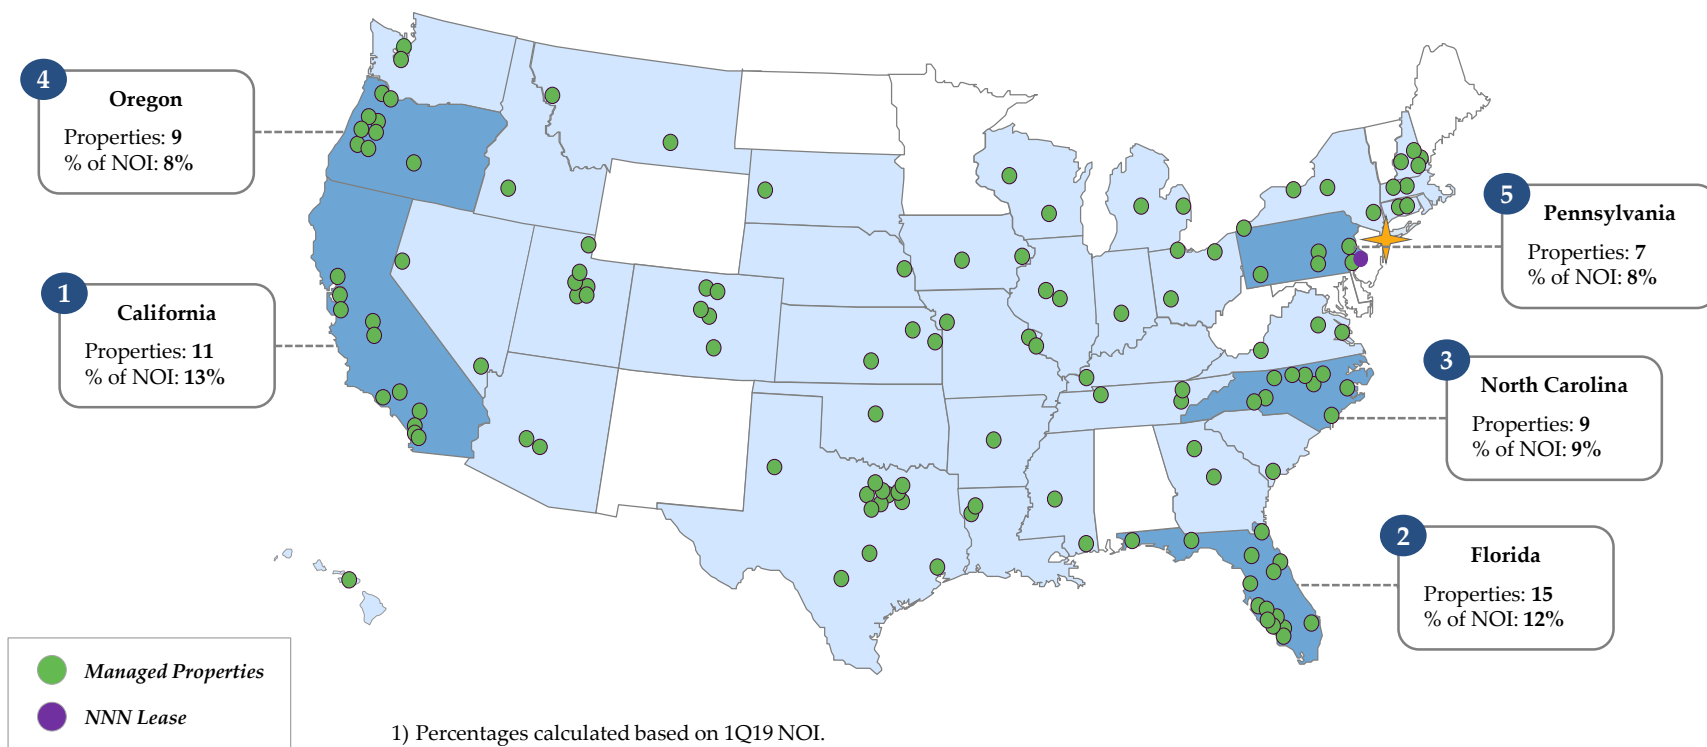 4
Oregon
Properties: 9
% of NOI: 8%
1
California
Properties: 11
% of NOI: 13%
5
Pennsylvania
Properties: 7
% of NOI: 8%
3
North Carolina
Properties: 9
% of NOI: 9%
2
Florida
Properties: 15
% of NOI: 12%
Managed Properties
NNN Lease
1) Percentages calculated based on 1Q19 NOI.